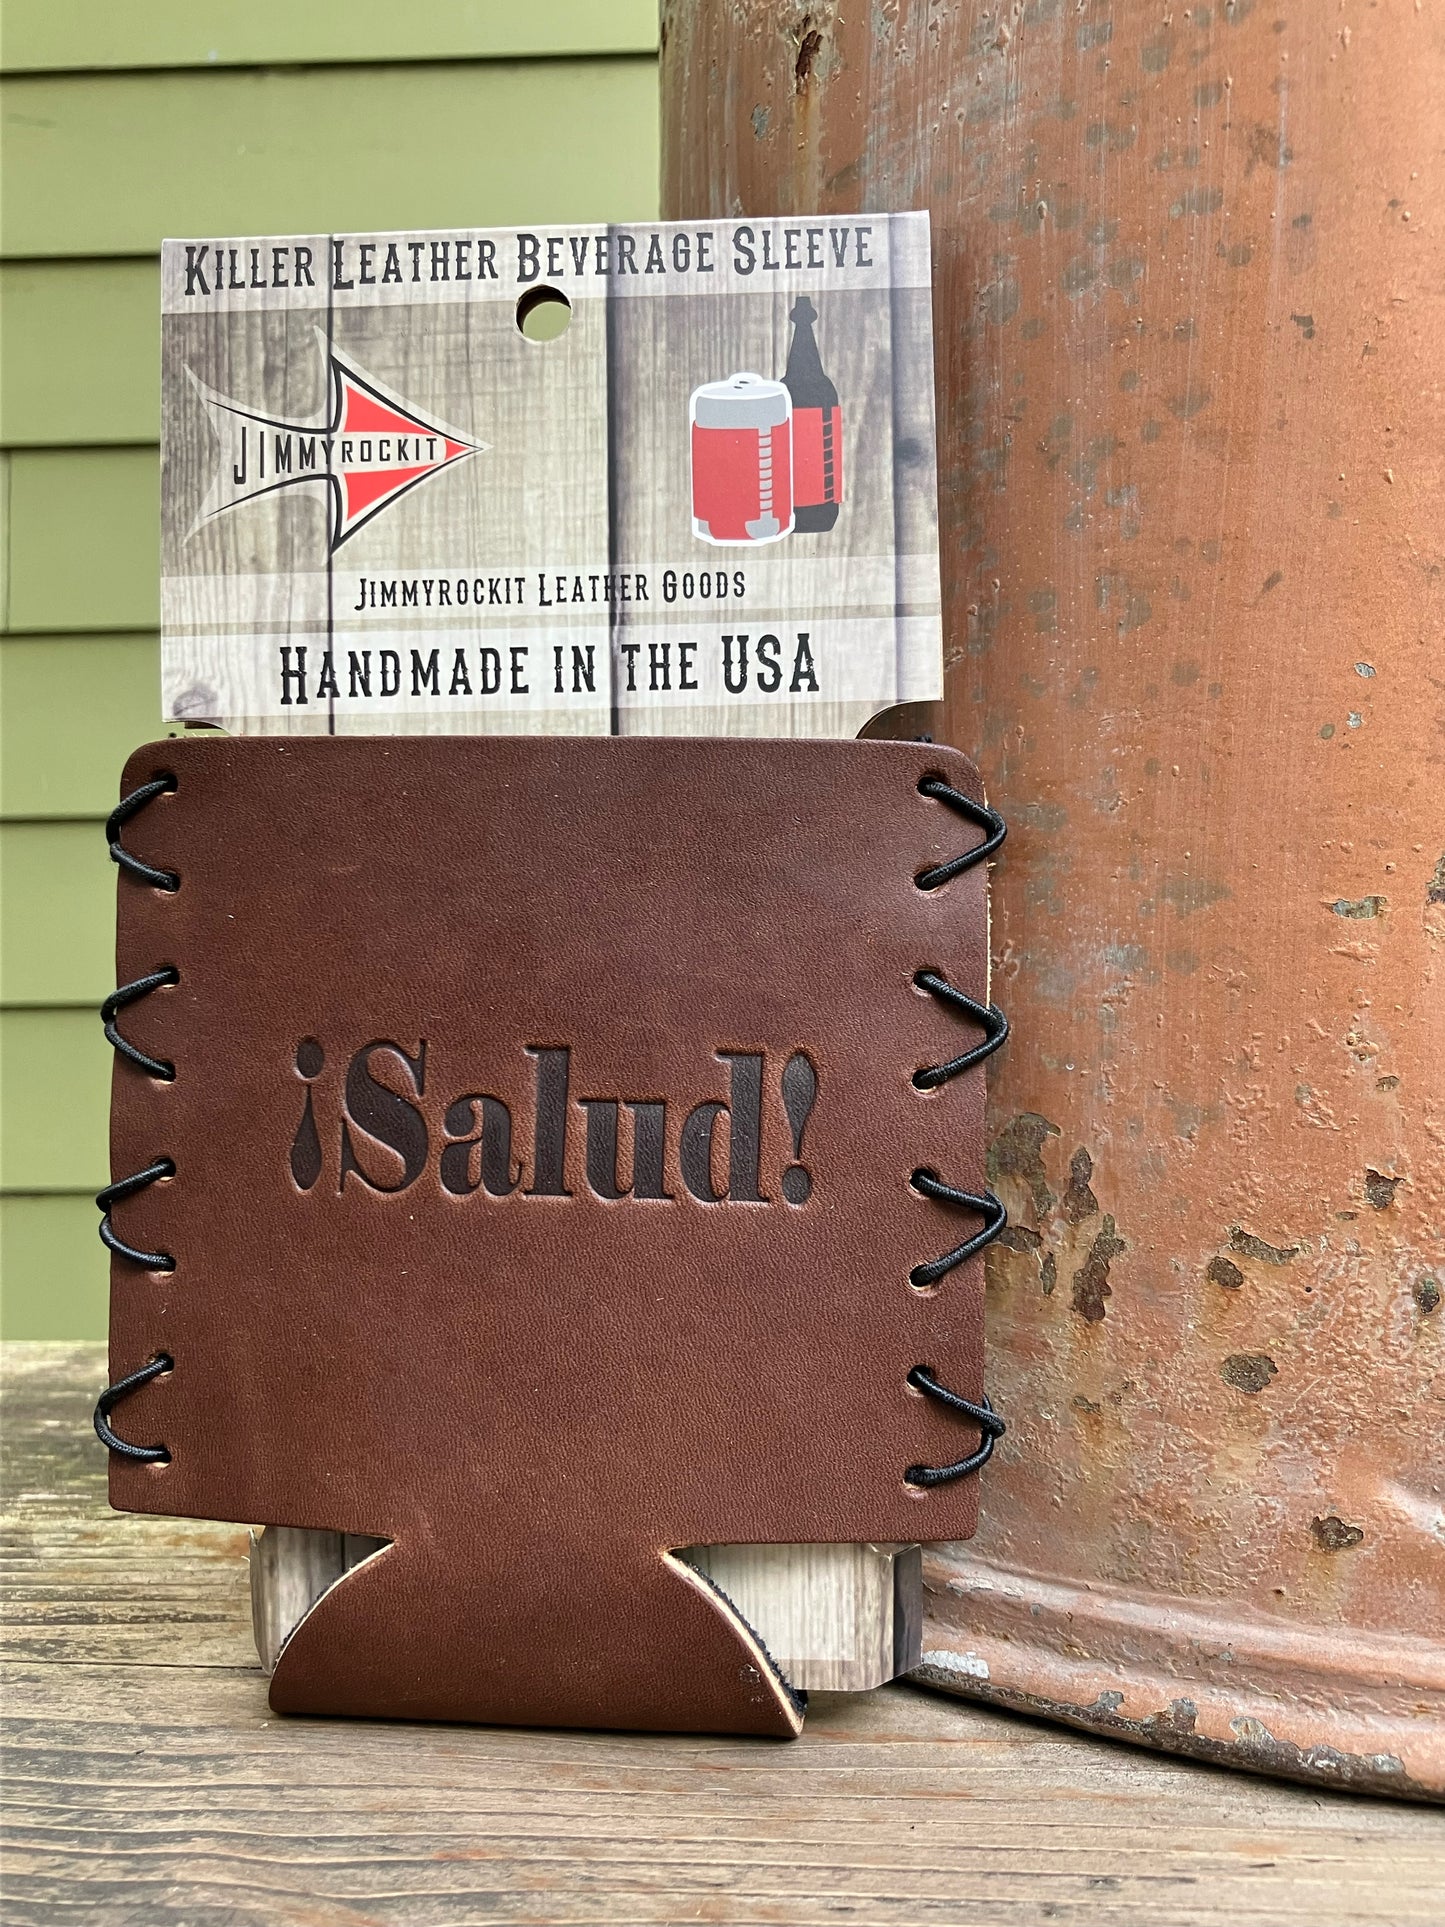 Killer Leather Beverage Sleeve
JIMMYROCKIT
Jimmyrockit Leather Goods
Handmade in the USA
¡Salud!